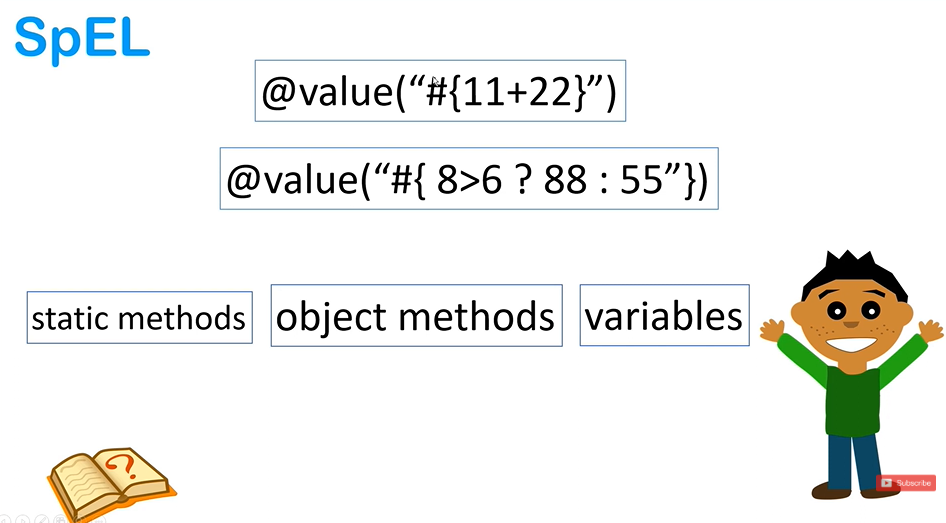 SpEL
@value(“#{11+22}”)
@value(“#{ 8>6 ? 88 : 55”})
static methods
object methods
variables
?
Subscribe